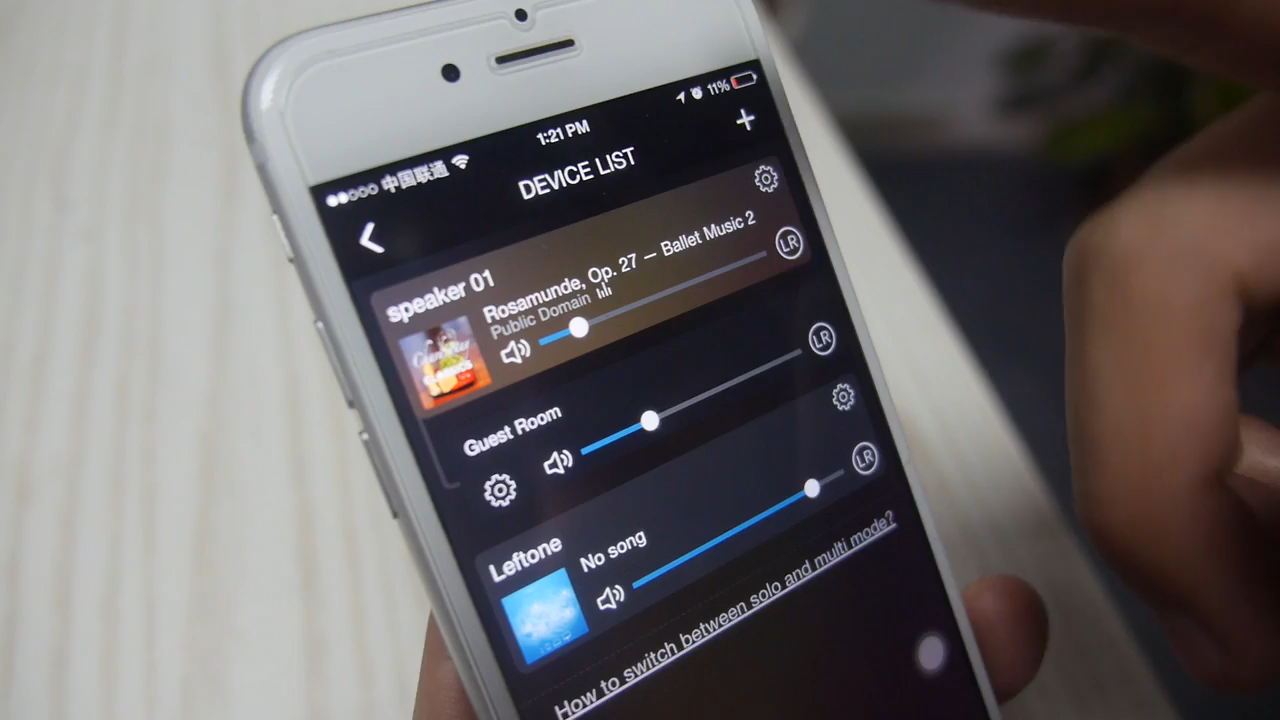 中国联通
1:21 PM
11%
DEVICE LIST
speaker 01
Rosamunde, Op. 27 — Ballet Music 2
Public Domain
LR
CLASSICS
Guest Room
LR
Leftone
No song
LR
How to switch between solo and multi mode?